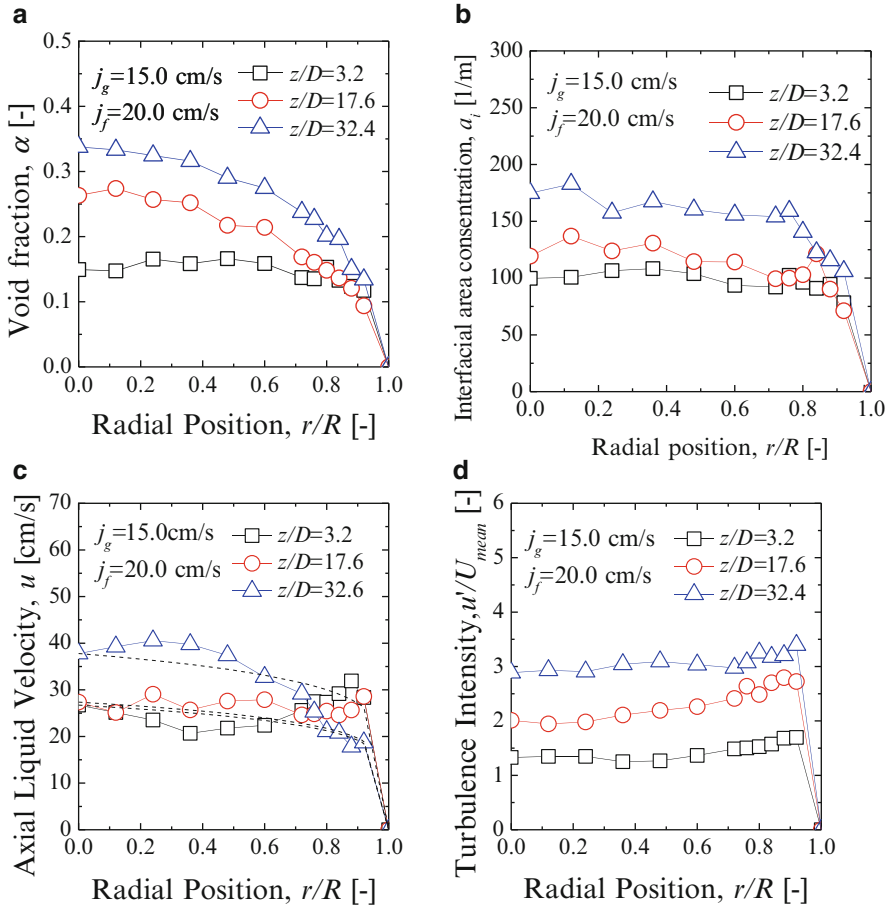 a
Void fraction, α [-]
0.5
0.4
0.3
0.2
0.1
0.0
j_g=15.0 cm/s
j_f=20.0 cm/s
z/D=3.2
z/D=17.6
z/D=32.4
0.0 0.2 0.4 0.6 0.8 1.0
Radial Position, r/R [-]
b
Interfacial area consentration, a_i [1/m]
300
250
200
175
150
100
50
0
j_g=15.0 cm/s
j_f=20.0 cm/s
z/D=3.2
z/D=17.6
z/D=32.4
0.0 0.2 0.4 0.6 0.8 1.0
Radial position, r/R [-]
c
Axial Liquid Velocity, u [cm/s]
70
60
50
40
30
20
10
0
j_g=15.0cm/s
j_f=20.0 cm/s
z/D=3.2
z/D=17.6
z/D=32.6
0.0 0.2 0.4 0.6 0.8 1.0
Radial Position, r/R [-]
d
Turbulence Intensity,u'/U_mean [-]
6
5
4
3
2
1
0
j_g=15.0 cm/s
j_f=20.0 cm/s
z/D=3.2
z/D=17.6
z/D=32.4
0.0 0.2 0.4 0.6 0.8 1.0
Radial Position, r/R [-]